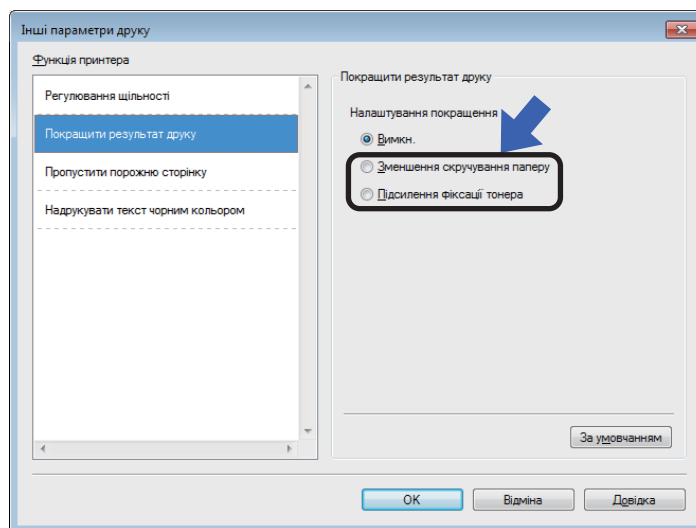 Інші параметри друку
Функція принтера
Регулювання щільності
Покращити результат друку
Пропустити порожню сторінку
Надрукувати текст чорним кольором
Покращити результат друку
Налаштування покращення
Вимкн.
Зменшення скручування паперу
Підсилення фіксації тонера
За умовчанням
OK
Відміна
Довідка